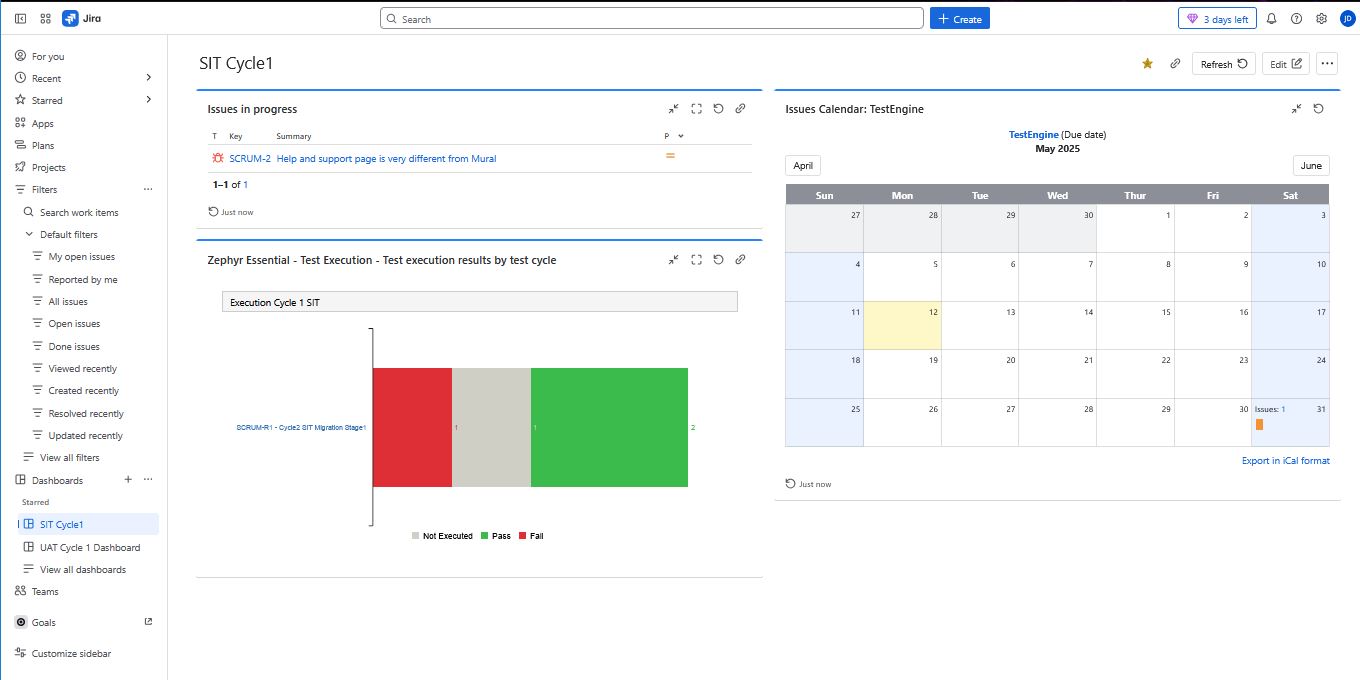 Jira
Search
Create
3 days left
JD
For you
Recent
Starred
Apps
Plans
Projects
Filters
Search work items
Default filters
My open issues
Reported by me
All issues
Open issues
Done issues
Viewed recently
Created recently
Resolved recently
Updated recently
View all filters
Dashboards
Starred
SIT Cycle1
UAT Cycle 1 Dashboard
View all dashboards
Teams
Goals
Customize sidebar
SIT Cycle1
Refresh
Edit
Issues in progress
T Key Summary P
SCRUM-2 Help and support page is very different from Mural
1–1 of 1
Just now
Zephyr Essential - Test Execution - Test execution results by test cycle
Execution Cycle 1 SIT
SCRUM-R1 - Cycle2 SIT Migration Stage1
1 1 2
Not Executed Pass Fail
Issues Calendar: TestEngine
TestEngine (Due date)
May 2025
April June
Sun Mon Tue Wed Thur Fri Sat
27 28 29 30 1 2 3
4 5 6 7 8 9 10
11 12 13 14 15 16 17
18 19 20 21 22 23 24
25 26 27 28 29 30 Issues: 1 31
Export in iCal format
Just now